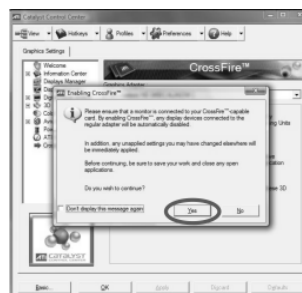 Catalyst Control Center
View
Hotkeys
Profiles
Preferences
Help
Graphics Settings
Welcome
Information Center
Displays Manager
CrossFire™
Enabling CrossFire™
Please ensure that a monitor is connected to your CrossFire™-capable
card. By enabling CrossFire™, any display devices connected to the
regular adapter will be automatically disabled.
In addition, any unapplied settings you may have changed elsewhere will
be immediately applied.
Before continuing, be sure to save your work and close any open
applications.
Do you wish to continue?
Don't display this message again
Yes
No
CATALYST
Basic...
OK
Apply
Discard
Defaults